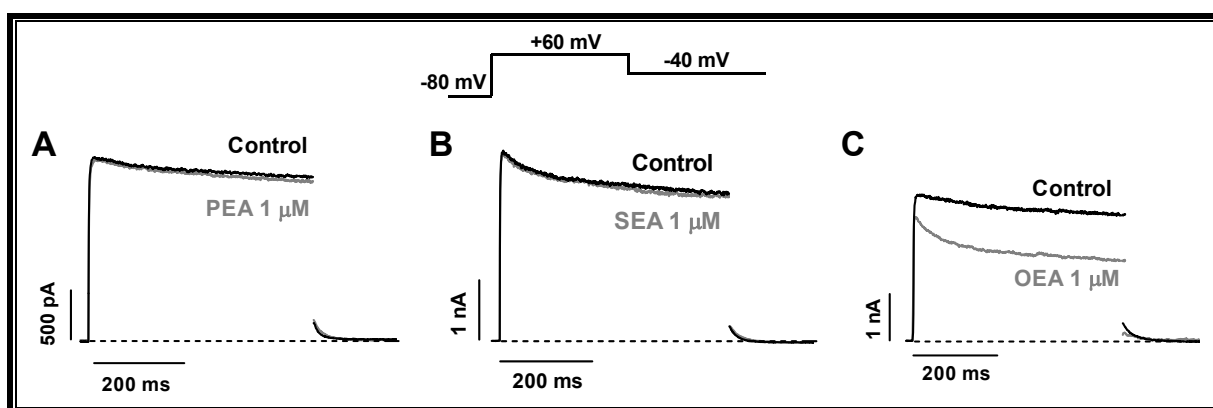 +60 mV
-40 mV
-80 mV
A
Control
PEA 1 μM
500 pA
200 ms
B
Control
SEA 1 μM
1 nA
200 ms
C
Control
OEA 1 μM
1 nA
200 ms